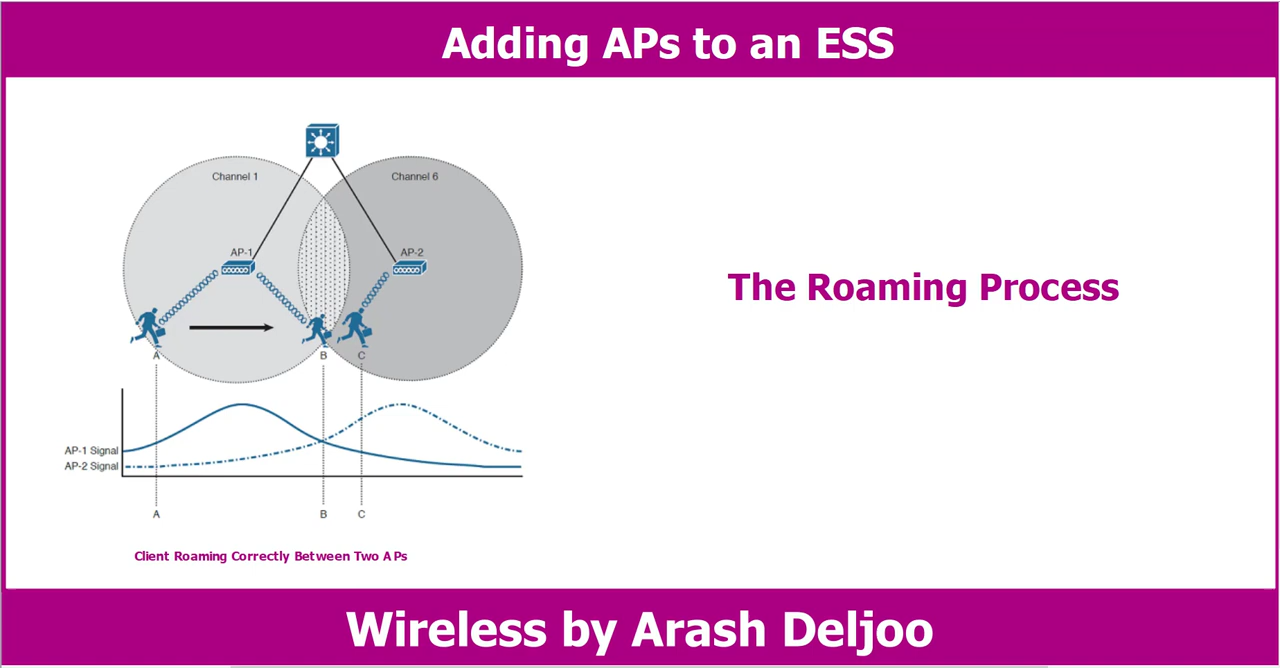 Adding APs to an ESS
Channel 1
Channel 6
AP-1
AP-2
The Roaming Process
A
B
C
AP-1 Signal
AP-2 Signal
A
B
C
Client Roaming Correctly Between Two APs
Wireless by Arash Deljoo